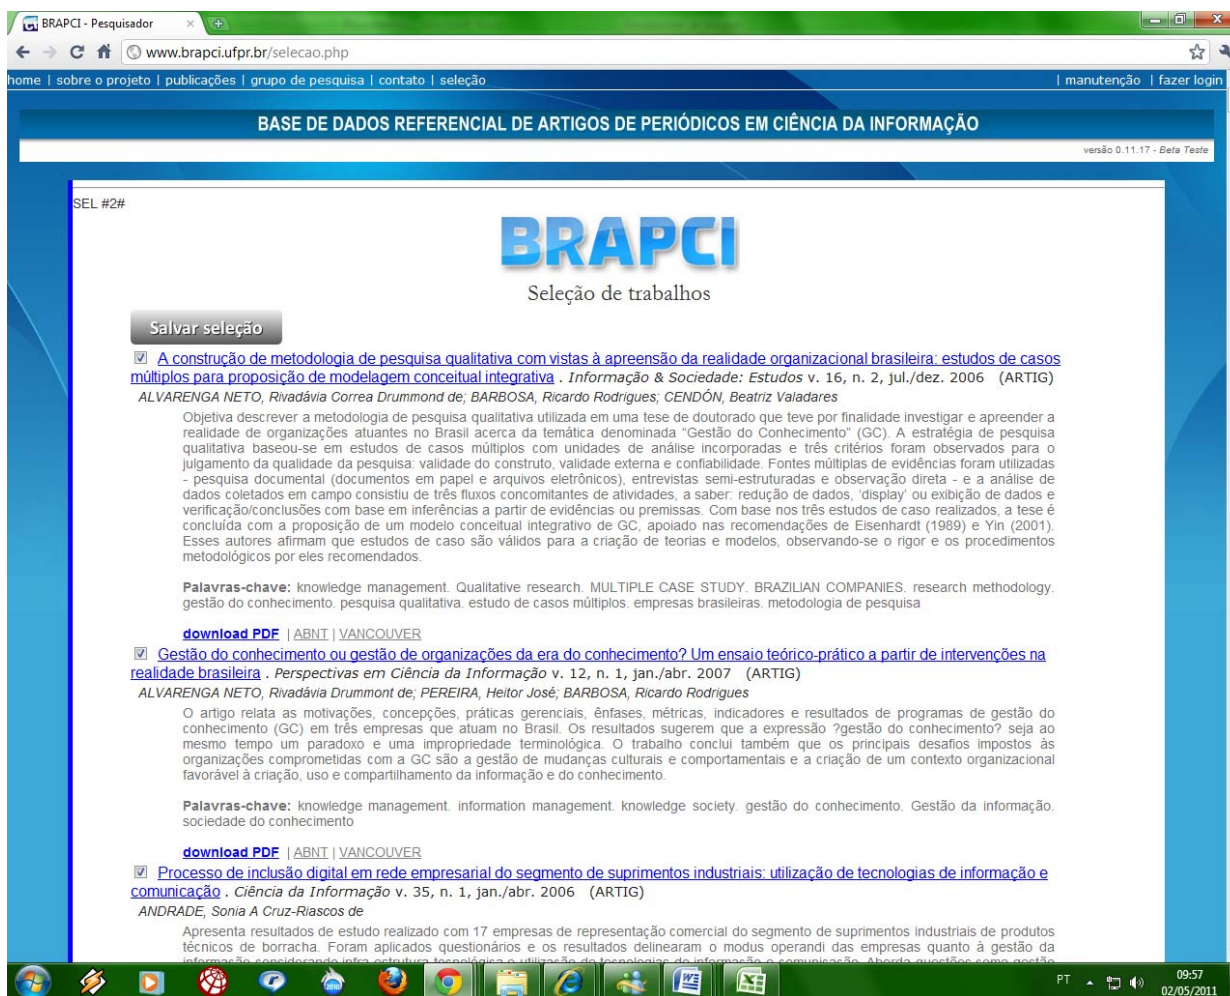 BRAPCI - Pesquisador
www.brapci.ufpr.br/selecao.php
home | sobre o projeto | publicações | grupo de pesquisa | contato | seleção | manutenção | fazer login
BASE DE DADOS REFERENCIAL DE ARTIGOS DE PERIÓDICOS EM CIÊNCIA DA INFORMAÇÃO
versão 0.11.17 - Beta Teste
SEL #2#
BRAPCI
Seleção de trabalhos
Salvar seleção
A construção de metodologia de pesquisa qualitativa com vistas à apreensão da realidade organizacional brasileira: estudos de casos
múltiplos para proposição de modelagem conceitual integrativa . Informação & Sociedade: Estudos v. 16, n. 2, jul./dez. 2006 (ARTIG)
ALVARENGA NETO, Rivadávia Correa Drummond de; BARBOSA, Ricardo Rodrigues; CENDÓN, Beatriz Valadares
Objetiva descrever a metodologia de pesquisa qualitativa utilizada em uma tese de doutorado que teve por finalidade investigar e apreender a
realidade de organizações atuantes no Brasil acerca da temática denominada "Gestão do Conhecimento" (GC). A estratégia de pesquisa
qualitativa baseou-se em estudos de casos múltiplos com unidades de análise incorporadas e três critérios foram observados para o
julgamento da qualidade da pesquisa: validade do construto, validade externa e confiabilidade. Fontes múltiplas de evidências foram utilizadas
- pesquisa documental (documentos em papel e arquivos eletrônicos), entrevistas semi-estruturadas e observação direta - e a análise de
dados coletados em campo consistiu de três fluxos concomitantes de atividades, a saber: redução de dados, 'display' ou exibição de dados e
verificação/conclusões com base em inferências a partir de evidências ou premissas. Com base nos três estudos de caso realizados, a tese é
concluída com a proposição de um modelo conceitual integrativo de GC, apoiado nas recomendações de Eisenhardt (1989) e Yin (2001).
Esses autores afirmam que estudos de caso são válidos para a criação de teorias e modelos, observando-se o rigor e os procedimentos
metodológicos por eles recomendados.
Palavras-chave: knowledge management. Qualitative research. MULTIPLE CASE STUDY. BRAZILIAN COMPANIES. research methodology.
gestão do conhecimento. pesquisa qualitativa. estudo de casos múltiplos. empresas brasileiras. metodologia de pesquisa
download PDF | ABNT | VANCOUVER
Gestão do conhecimento ou gestão de organizações da era do conhecimento? Um ensaio teórico-prático a partir de intervenções na
realidade brasileira . Perspectivas em Ciência da Informação v. 12, n. 1, jan./abr. 2007 (ARTIG)
ALVARENGA NETO, Rivadávia Drummont de; PEREIRA, Heitor José; BARBOSA, Ricardo Rodrigues
O artigo relata as motivações, concepções, práticas gerenciais, ênfases, métricas, indicadores e resultados de programas de gestão do
conhecimento (GC) em três empresas que atuam no Brasil. Os resultados sugerem que a expressão ?gestão do conhecimento? seja ao
mesmo tempo um paradoxo e uma impropriedade terminológica. O trabalho conclui também que os principais desafios impostos às
organizações comprometidas com a GC são a gestão de mudanças culturais e comportamentais e a criação de um contexto organizacional
favorável à criação, uso e compartilhamento da informação e do conhecimento.
Palavras-chave: knowledge management. information management. knowledge society. gestão do conhecimento. Gestão da informação.
sociedade do conhecimento
download PDF | ABNT | VANCOUVER
Processo de inclusão digital em rede empresarial do segmento de suprimentos industriais: utilização de tecnologias de informação e
comunicação . Ciência da Informação v. 35, n. 1, jan./abr. 2006 (ARTIG)
ANDRADE, Sonia A Cruz-Riascos de
Apresenta resultados de estudo realizado com 17 empresas de representação comercial do segmento de suprimentos industriais de produtos
técnicos de borracha. Foram aplicados questionários e os resultados delinearam o modus operandi das empresas quanto à gestão da
informação considerando infra estrutura tecnológica e utilização de tecnologias de informação e comunicação. Aborda questões como gestão
PT
09:57
02/05/2011